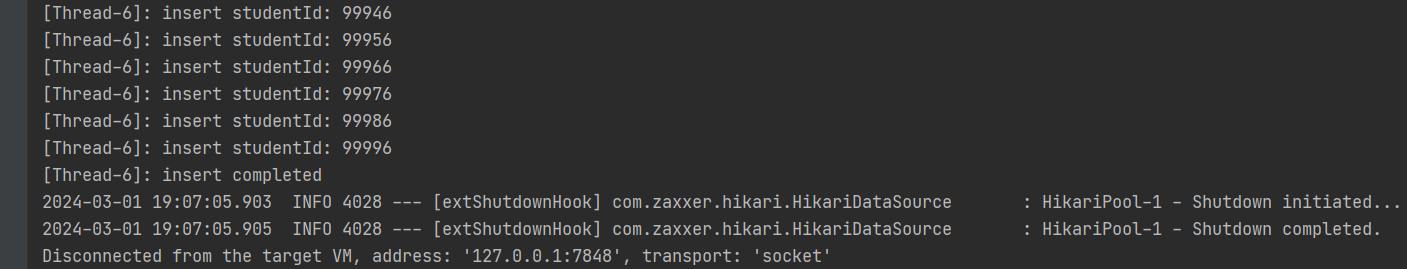 [Thread-6]: insert studentId: 99946
[Thread-6]: insert studentId: 99956
[Thread-6]: insert studentId: 99966
[Thread-6]: insert studentId: 99976
[Thread-6]: insert studentId: 99986
[Thread-6]: insert studentId: 99996
[Thread-6]: insert completed
2024-03-01 19:07:05.903  INFO 4028 --- [extShutdownHook] com.zaxxer.hikari.HikariDataSource       : HikariPool-1 - Shutdown initiated...
2024-03-01 19:07:05.905  INFO 4028 --- [extShutdownHook] com.zaxxer.hikari.HikariDataSource       : HikariPool-1 - Shutdown completed.
Disconnected from the target VM, address: '127.0.0.1:7848', transport: 'socket'